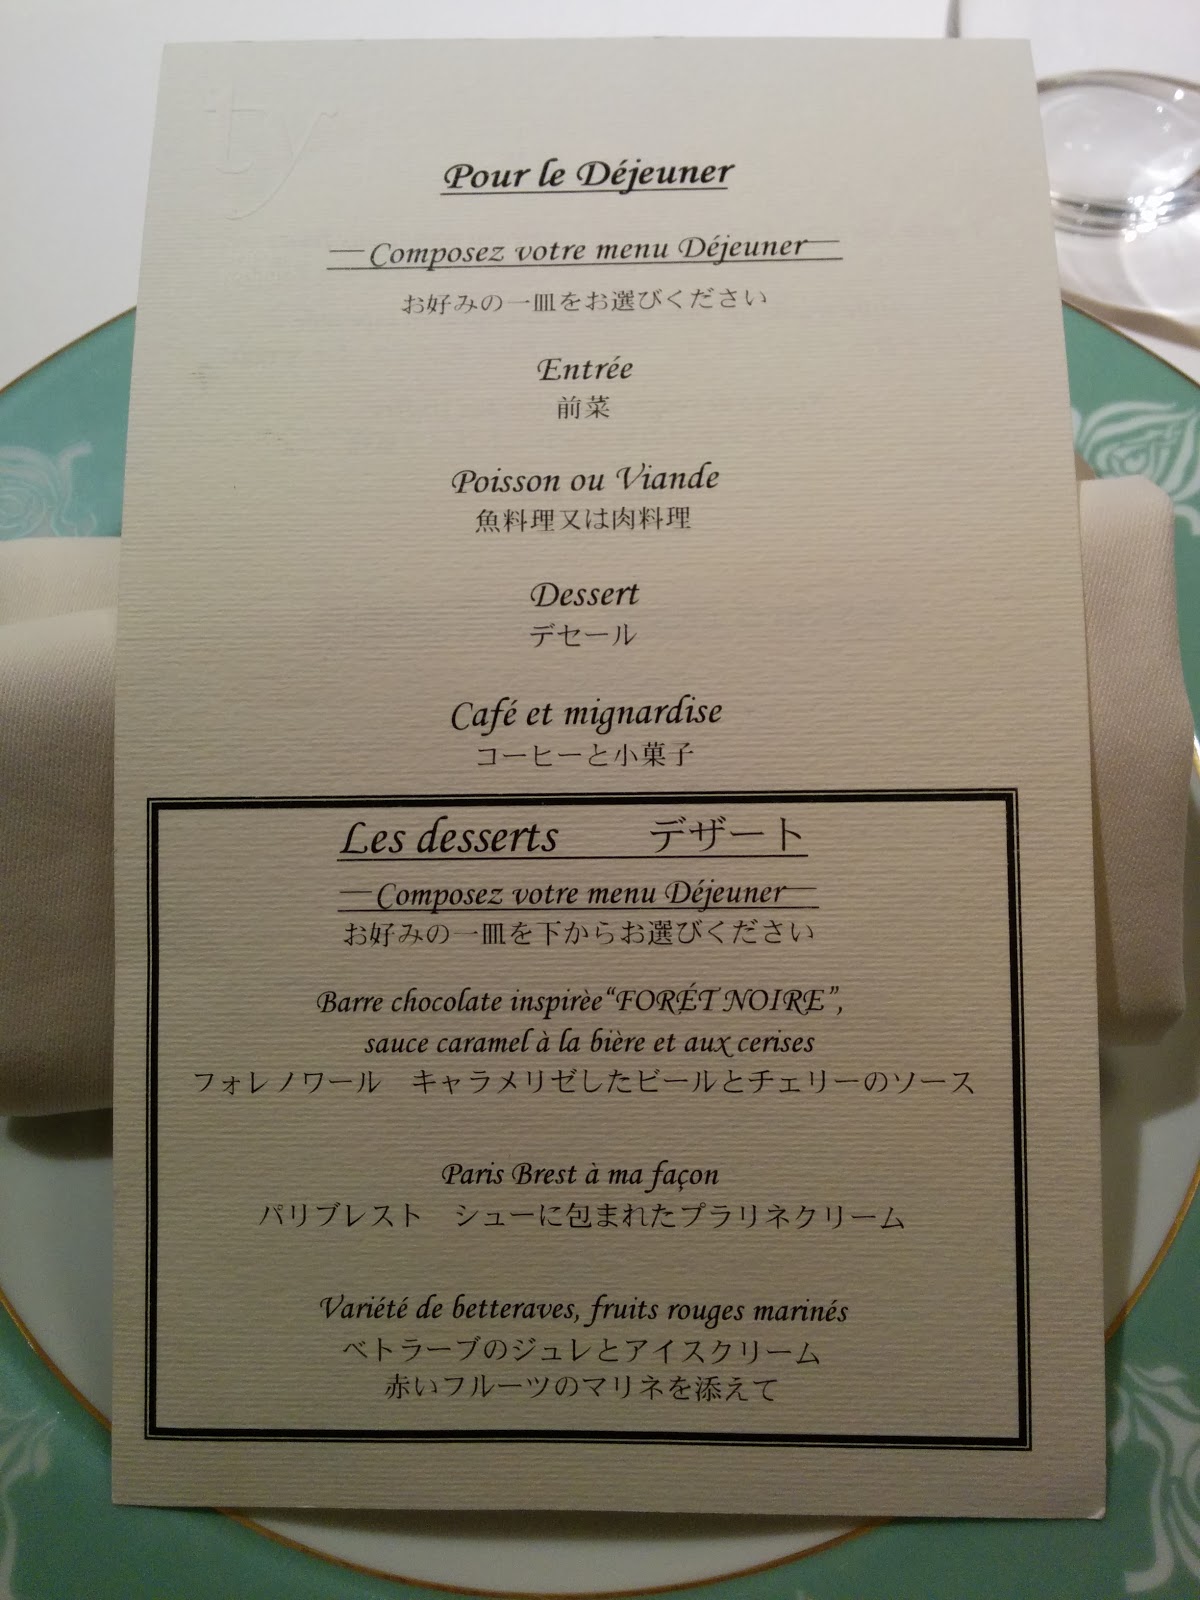 ty
Pour le Déjeuner
—Composez votre menu Déjeuner—
お好みの一皿をお選びください
Entrée
前菜
Poisson ou Viande
魚料理又は肉料理
Dessert
デセール
Café et mignardise
コーヒーと小菓子
Les desserts デザート
—Composez votre menu Déjeuner—
お好みの一皿を下からお選びください
Barre chocolate inspirèe“FORÉT NOIRE”,
sauce caramel à la bière et aux cerises
フォレノワール キャラメリゼしたビールとチェリーのソース
Paris Brest à ma façon
パリブレスト シューに包まれたプラリネクリーム
Variété de betteraves, fruits rouges marinés
ベトラーブのジュレとアイスクリーム
赤いフルーツのマリネを添えて